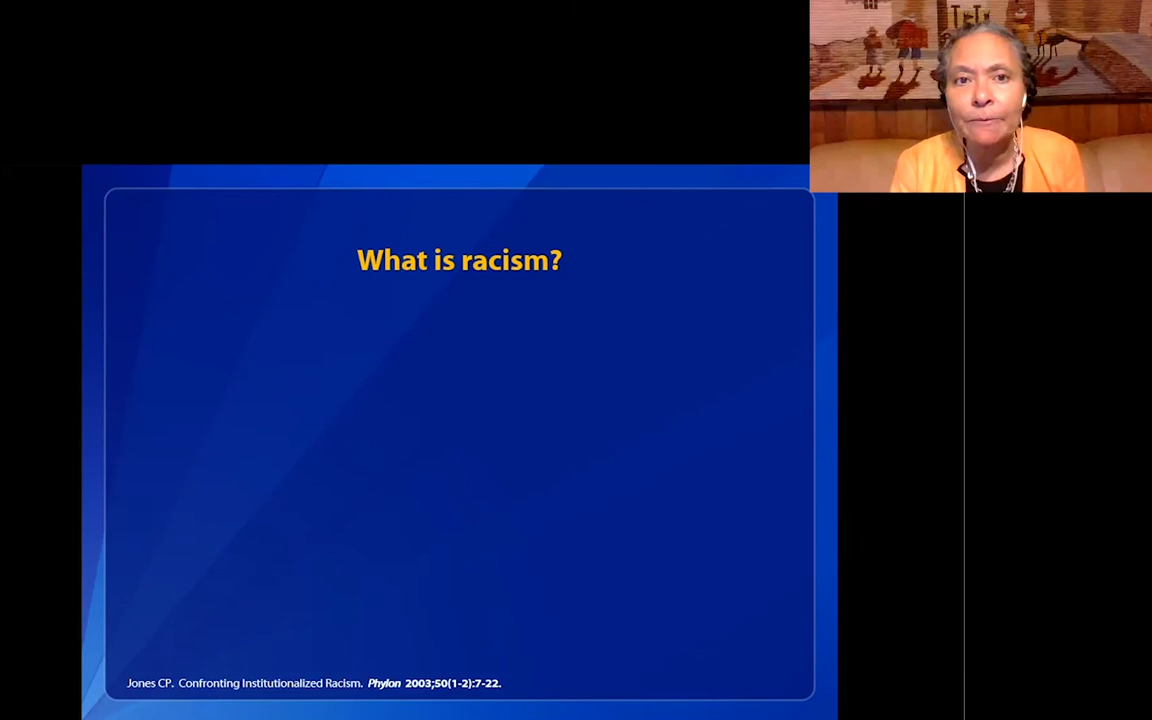 What is racism?
Jones CP. Confronting Institutionalized Racism. Phylon 2003;50(1-2):7-22.